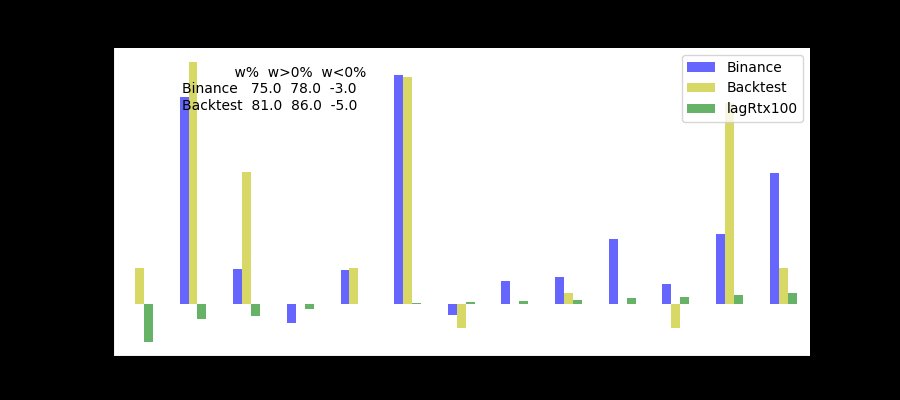 w% w>0% w<0%
Binance 75.0 78.0 -3.0
Backtest 81.0 86.0 -5.0
Binance
Backtest
lagRtx100